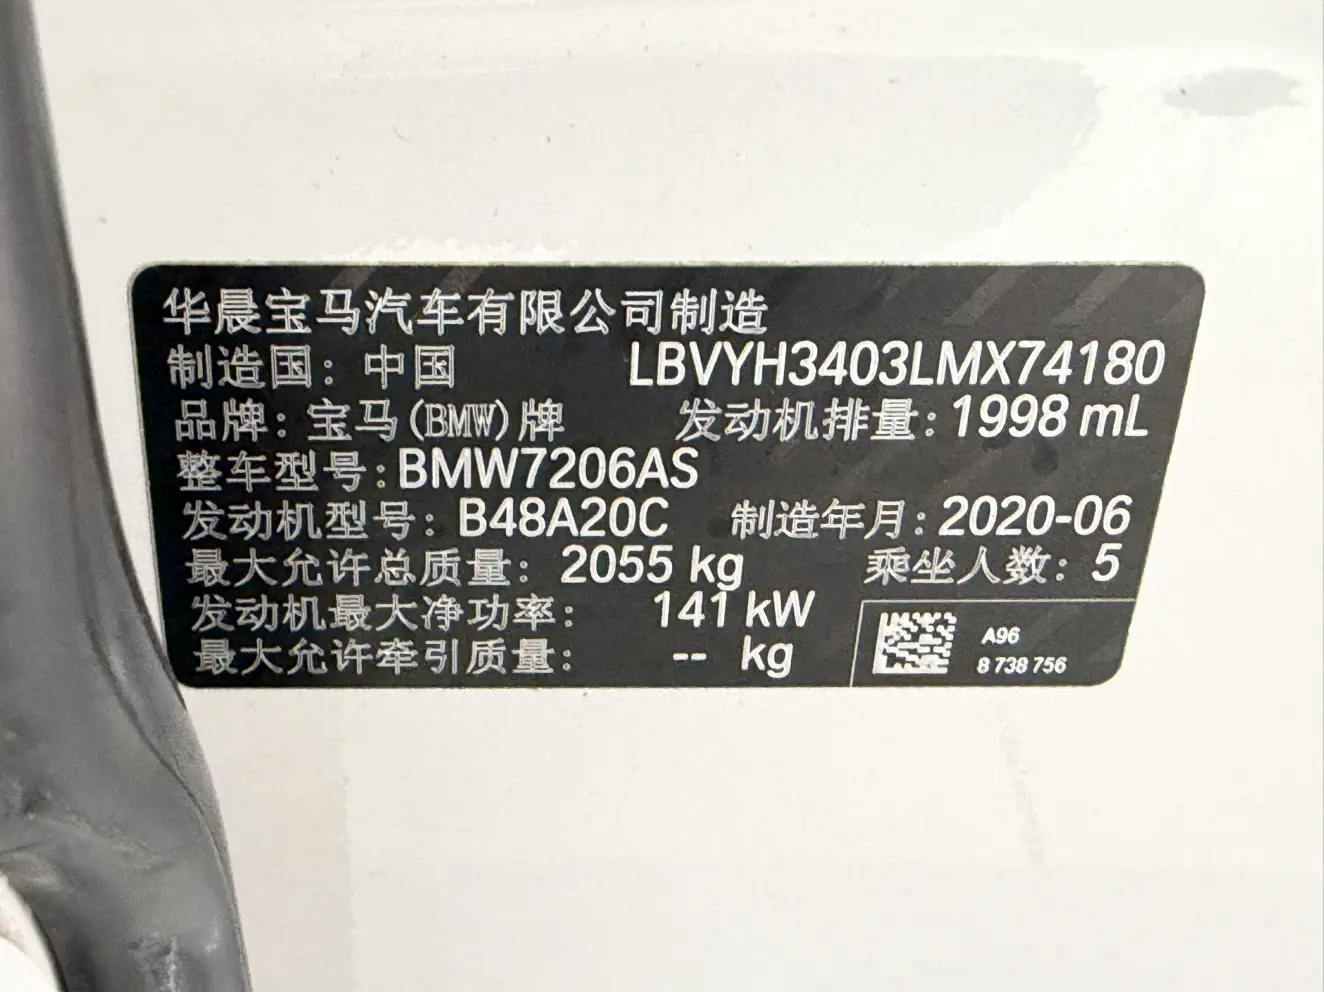 华晨宝马汽车有限公司制造
制造国：中国 LBVYH3403LMX74180
品牌：宝马(BMW)牌 发动机排量：1998 mL
整车型号：BMW7206AS
发动机型号：B48A20C 制造年月：2020-06
最大允许总质量：2055 kg 乘坐人数：5
发动机最大净功率：141 kW
最大允许牵引质量：-- kg
A96
8 738 756